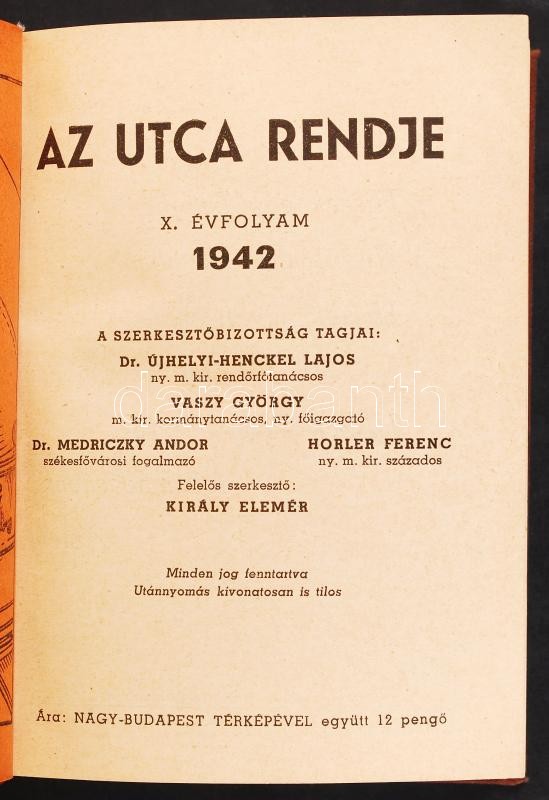 AZ UTCA RENDJE
X. ÉVFOLYAM
1942
A SZERKESZTŐBIZOTTSÁG TAGJAI:
Dr. ÚJHELYI-HENCKEL LAJOS
ny. m. kir. rendőrfőtanácsos
VASZY GYÖRGY
m. kir. kormánytanácsos, ny. főigazgató
Dr. MEDRICZKY ANDOR
székesfővárosi fogalmazó
HORLER FERENC
ny. m. kir. százados
Felelős szerkesztő:
KIRÁLY ELEMÉR
Minden jog fenntartva
Utánnyomás kivonatosan is tilos
Ára: NAGY-BUDAPEST TÉRKÉPÉVEL együtt 12 pengő
darabanth